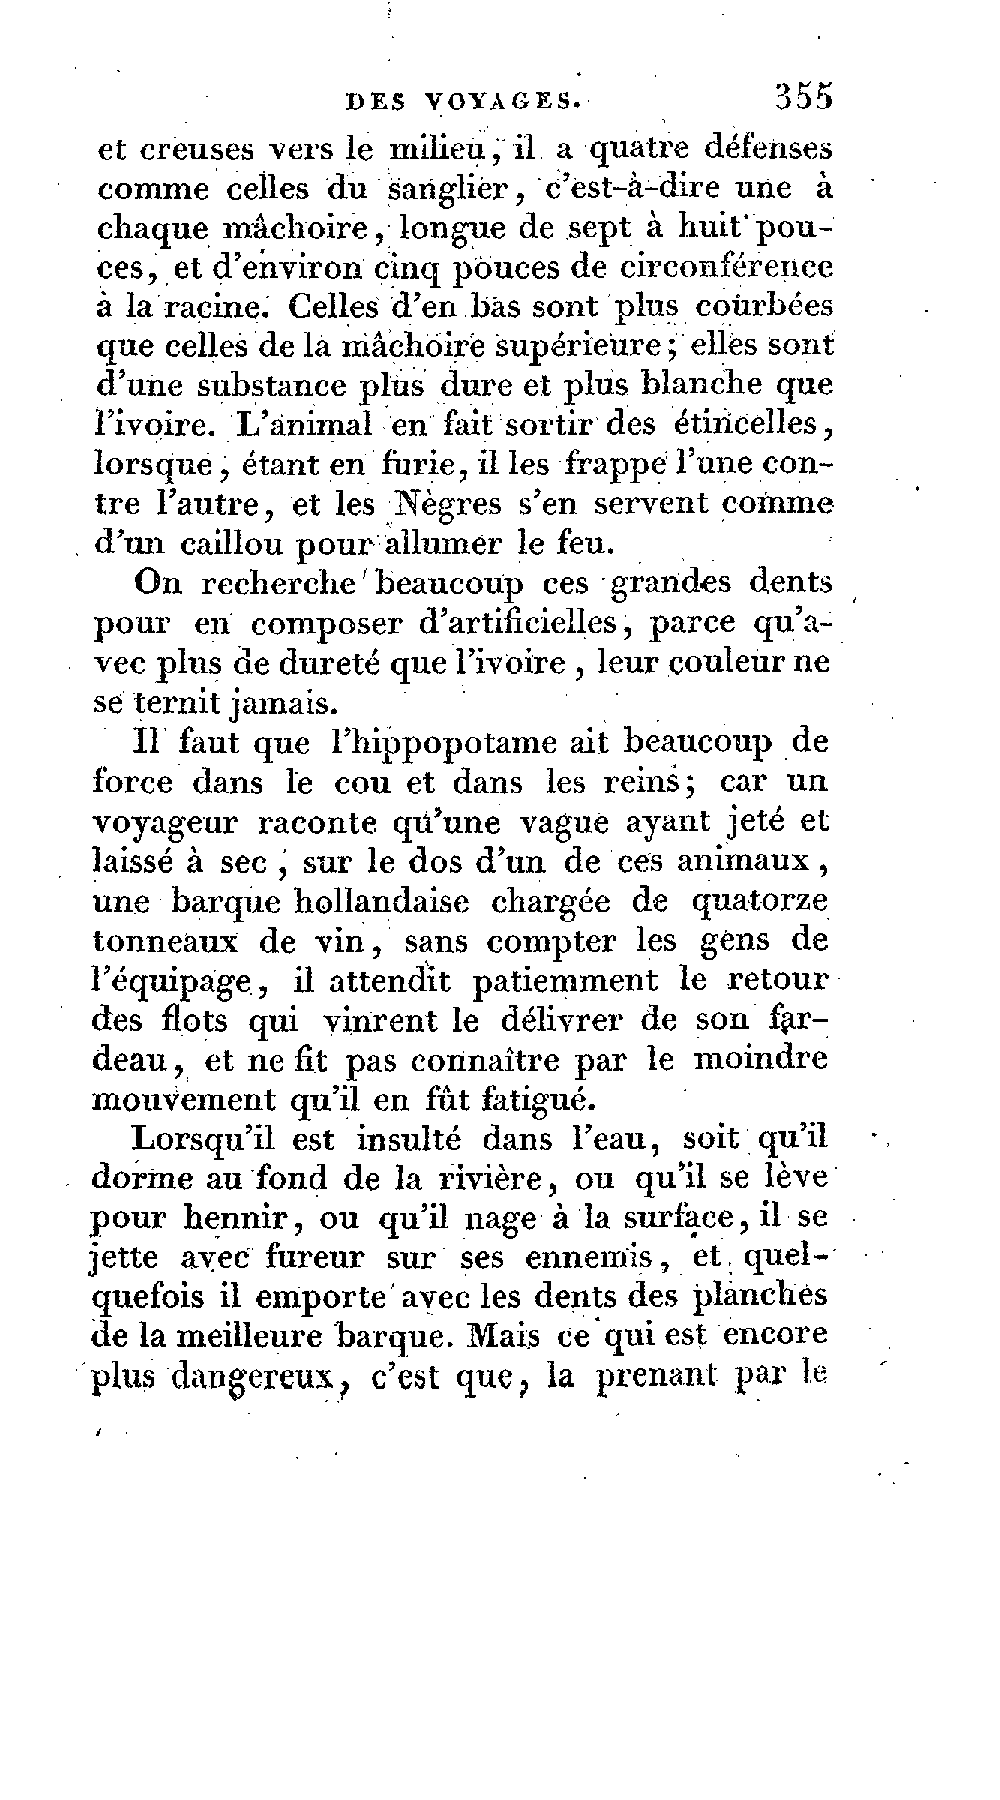 DES VOYAGES. 355
et creuses vers le milieu, il a quatre défenses
comme celles du sanglier, c'est-à-dire une à
chaque mâchoire, longue de sept à huit pou-
ces, et d'environ cinq pouces de circonférence
à la racine. Celles d'en bas sont plus courbées
que celles de la mâchoire supérieure; elles sont
d'une substance plus dure et plus blanche que
l'ivoire. L'animal en fait sortir des étincelles,
lorsque, étant en furie, il les frappe l'une con-
tre l'autre, et les Nègres s'en servent comme
d'un caillou pour allumer le feu.
On recherche beaucoup ces grandes dents
pour en composer d'artificielles, parce qu'a-
vec plus de dureté que l'ivoire, leur couleur ne
se ternit jamais.
Il faut que l'hippopotame ait beaucoup de
force dans le cou et dans les reins; car un
voyageur raconte qu'une vague ayant jeté et
laissé à sec, sur le dos d'un de ces animaux,
une barque hollandaise chargée de quatorze
tonneaux de vin, sans compter les gens de
l'équipage, il attendit patiemment le retour
des flots qui vinrent le délivrer de son far-
deau, et ne fit pas connaître par le moindre
mouvement qu'il en fût fatigué.
Lorsqu'il est insulté dans l'eau, soit qu'il
dorme au fond de la rivière, ou qu'il se lève
pour hennir, ou qu'il nage à la surface, il se
jette avec fureur sur ses ennemis, et quel-
quefois il emporte avec les dents des planches
de la meilleure barque. Mais ce qui est encore
plus dangereux, c'est que, la prenant par le